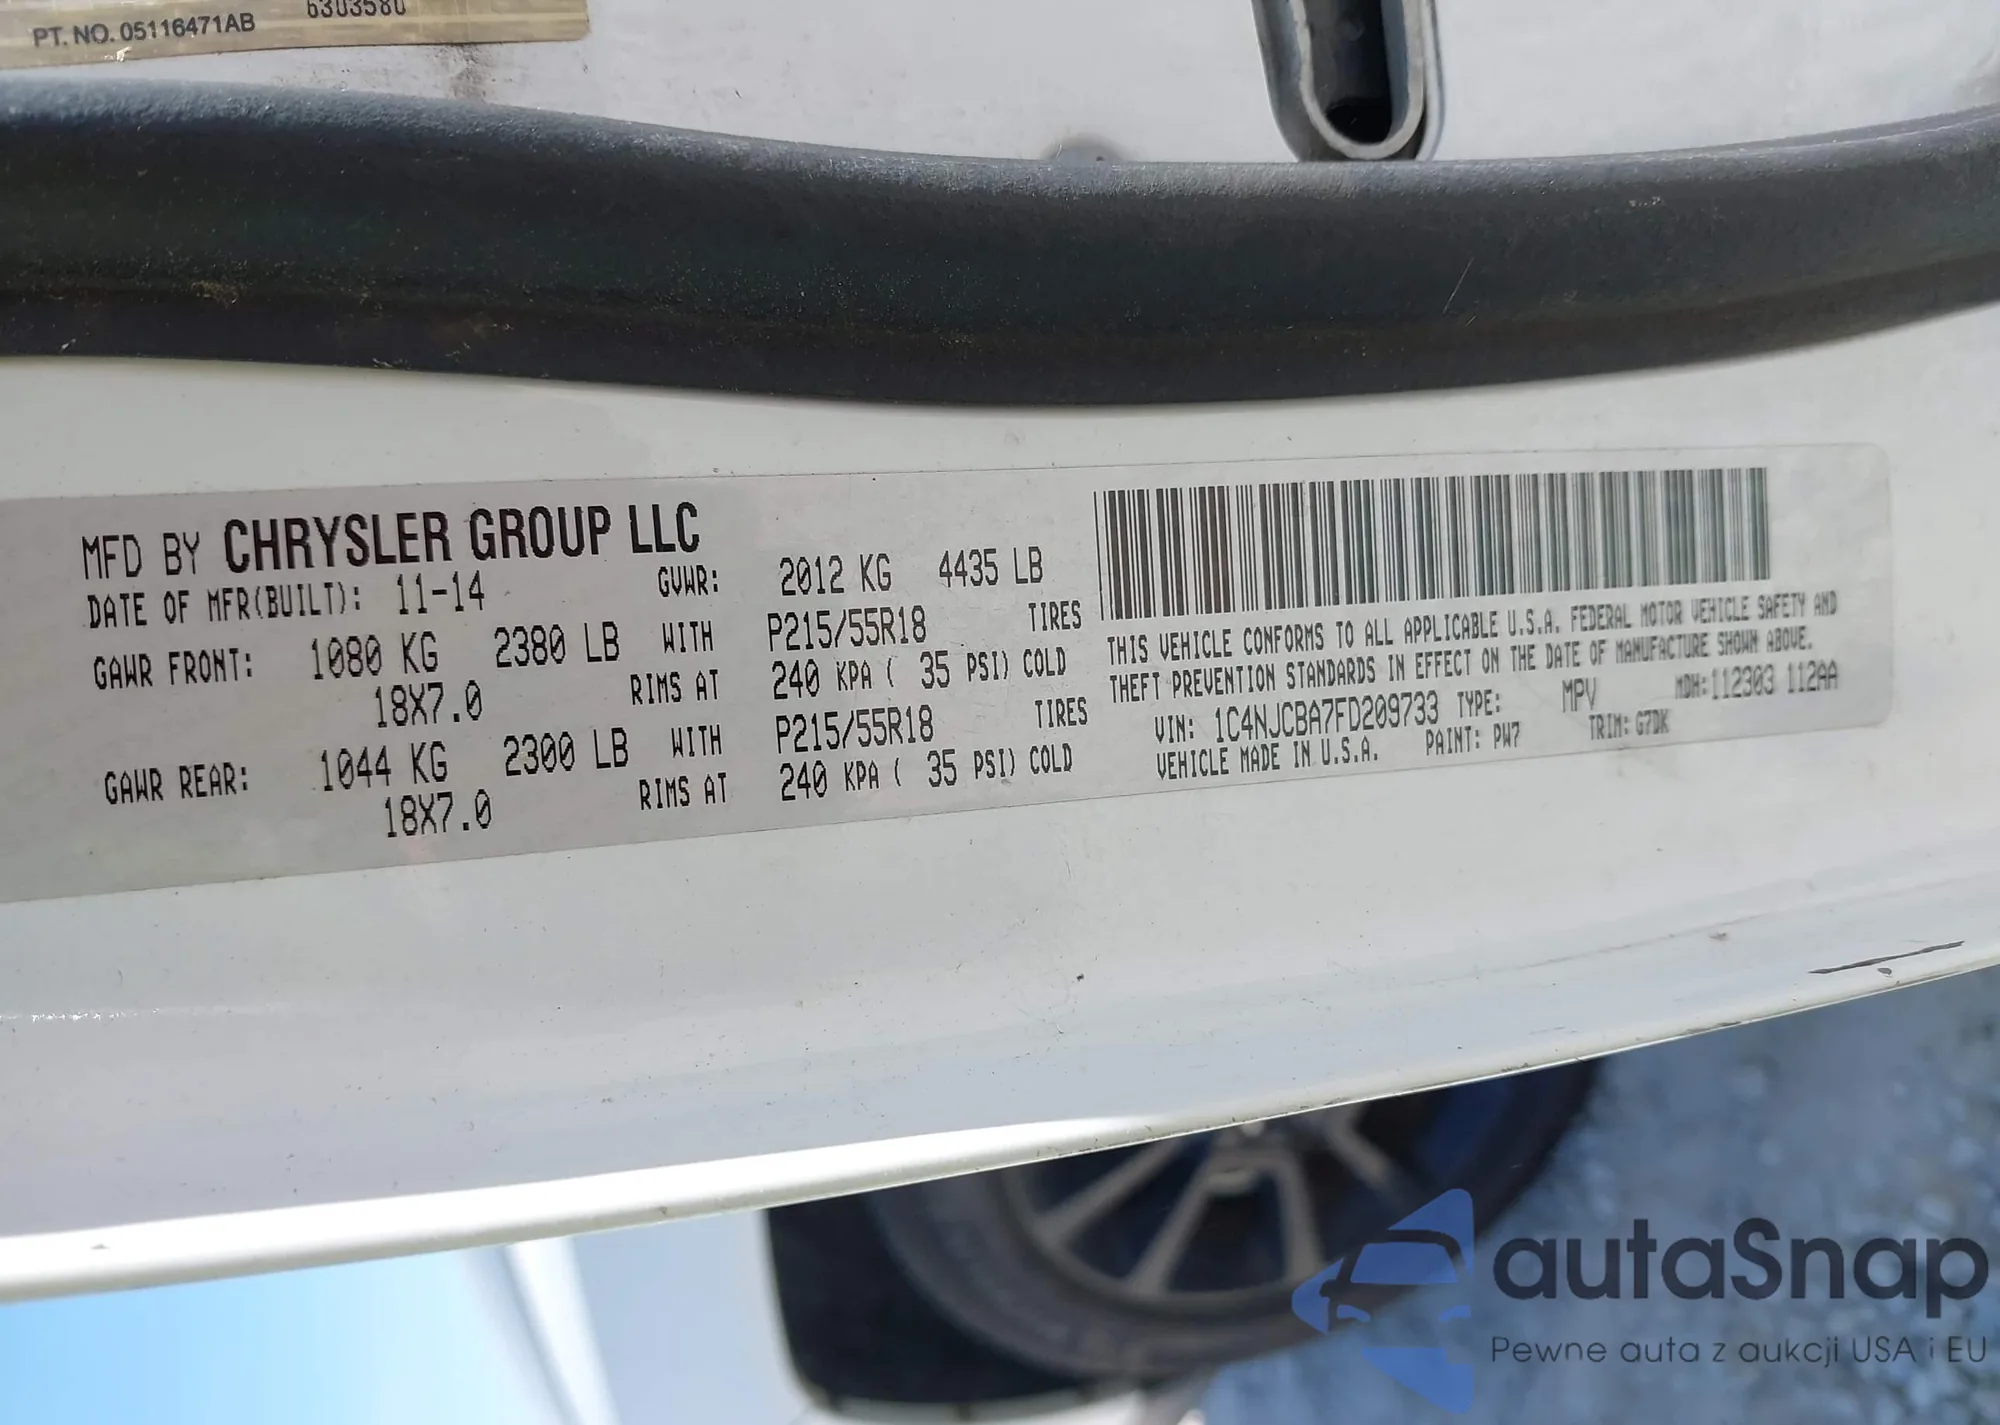 6303580
PT. NO. 05116471AB
MFD BY CHRYSLER GROUP LLC
DATE OF MFR(BUILT): 11-14 GVWR: 2012 KG 4435 LB
GAWR FRONT: 1080 KG 2380 LB WITH P215/55R18 TIRES
18X7.0 RIMS AT 240 KPA ( 35 PSI) COLD
GAWR REAR: 1044 KG 2300 LB WITH P215/55R18 TIRES
18X7.0 RIMS AT 240 KPA ( 35 PSI) COLD
THIS VEHICLE CONFORMS TO ALL APPLICABLE U.S.A. FEDERAL MOTOR VEHICLE SAFETY AND
THEFT PREVENTION STANDARDS IN EFFECT ON THE DATE OF MANUFACTURE SHOWN ABOVE.
VIN: 1C4NJCBA7FD209733 TYPE: MPV MDH:112303 112AA
VEHICLE MADE IN U.S.A. PAINT: PW7 TRIM: G7DK
autaSnap
Pewne auta z aukcji USA i EU